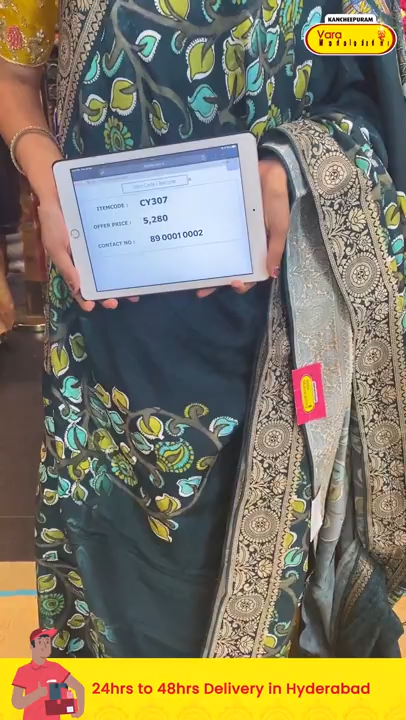 KANCHEEPURAM
Vara
ITEMCODE : CY307
OFFER PRICE : 5,280
CONTACT NO : 89 0001 0002
24hrs to 48hrs Delivery in Hyderabad